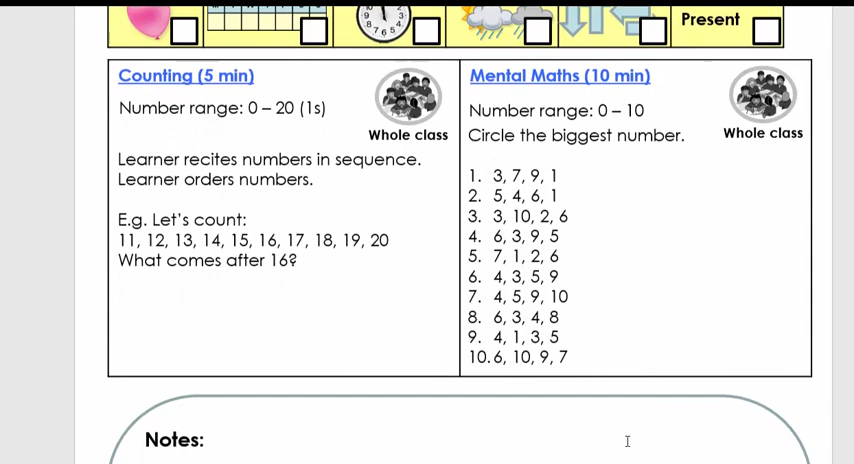 Present
Counting (5 min)
Number range: 0 – 20 (1s)
Whole class
Learner recites numbers in sequence.
Learner orders numbers.
E.g. Let's count:
11, 12, 13, 14, 15, 16, 17, 18, 19, 20
What comes after 16?
Mental Maths (10 min)
Number range: 0 – 10
Circle the biggest number.
Whole class
1. 3, 7, 9, 1
2. 5, 4, 6, 1
3. 3, 10, 2, 6
4. 6, 3, 9, 5
5. 7, 1, 2, 6
6. 4, 3, 5, 9
7. 4, 5, 9, 10
8. 6, 3, 4, 8
9. 4, 1, 3, 5
10. 6, 10, 9, 7
Notes: